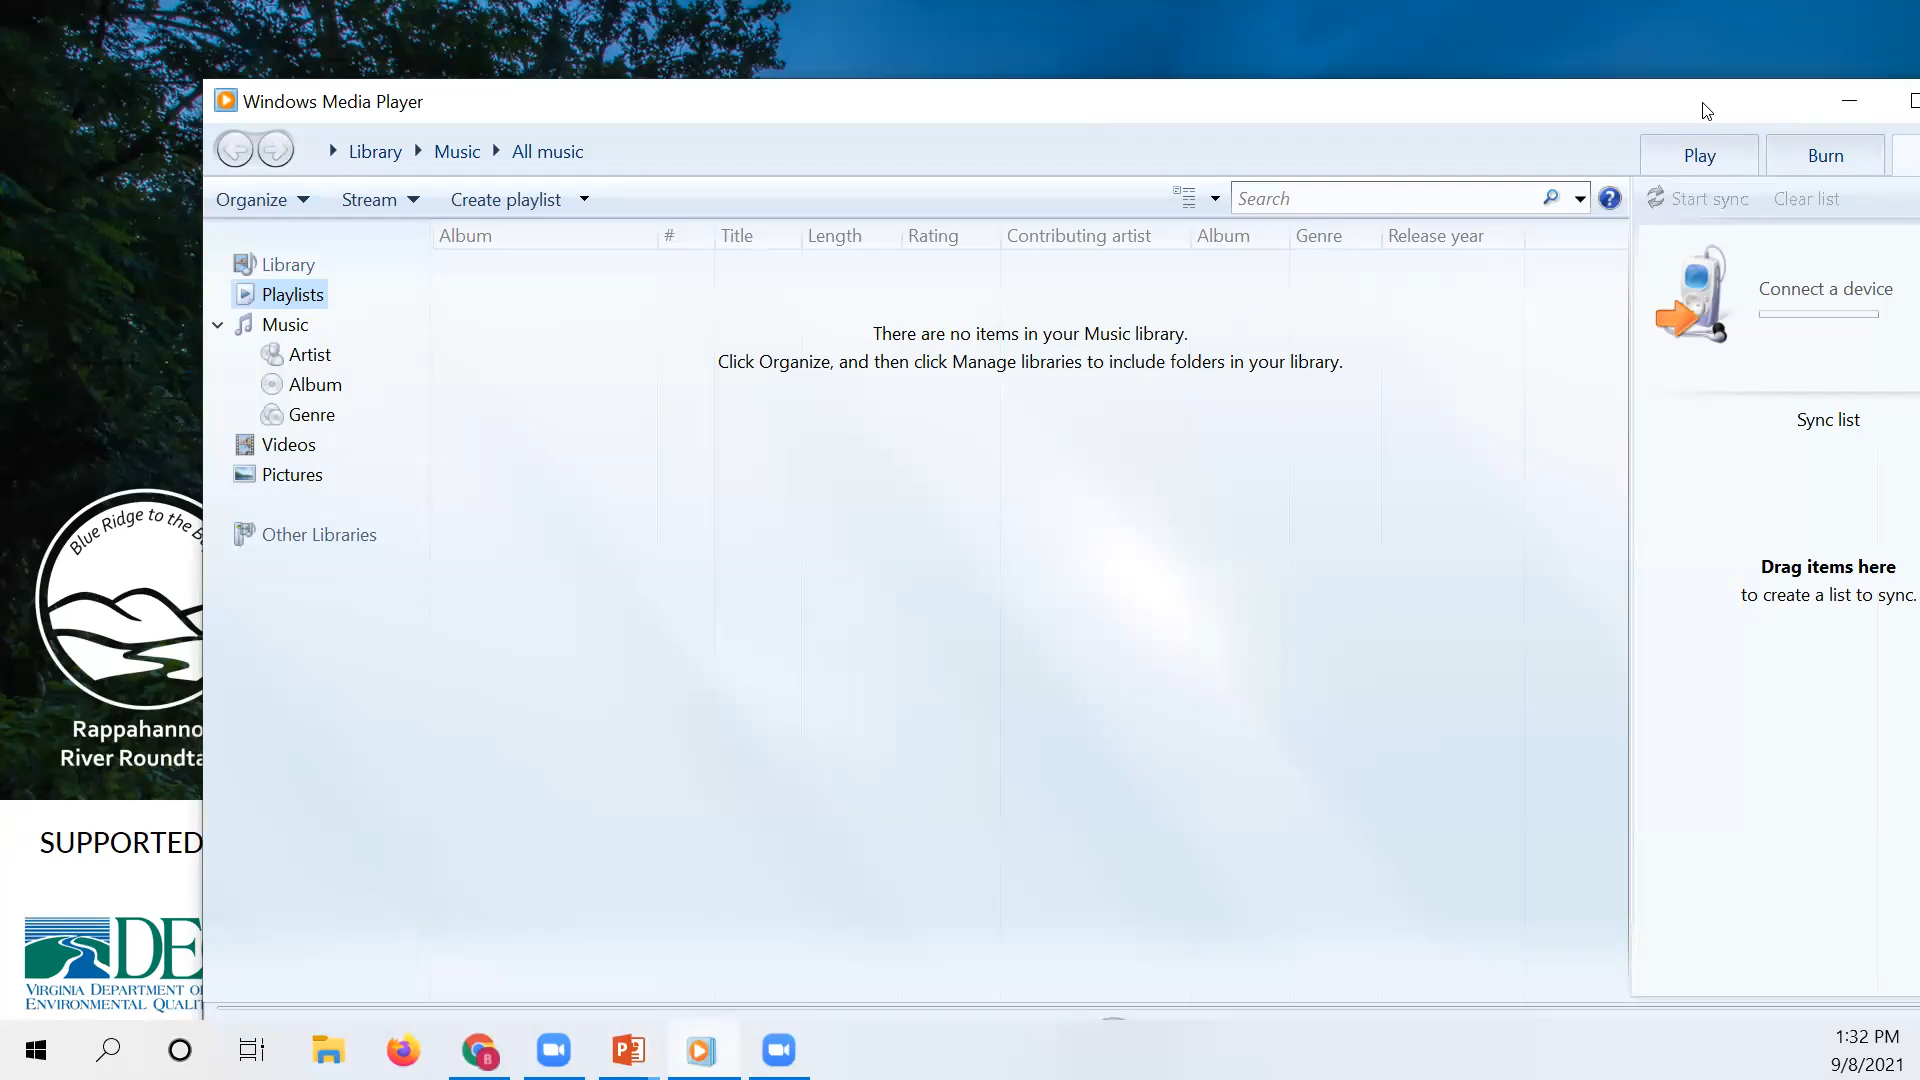 Windows Media Player
Library Music All music
Play Burn
Organize Stream Create playlist
Search
?
Start sync Clear list
Album # Title Length Rating Contributing artist Album Genre Release year
Library
Playlists
Music
Artist
Album
Genre
Videos
Pictures
Other Libraries
There are no items in your Music library.
Click Organize, and then click Manage libraries to include folders in your library.
Connect a device
Sync list
Drag items here
to create a list to sync.
Blue Ridge to the B
Rappahanno
River Roundta
SUPPORTED
DE
VIRGINIA DEPARTMENT O
ENVIRONMENTAL QUALI
B
P
1:32 PM
9/8/2021